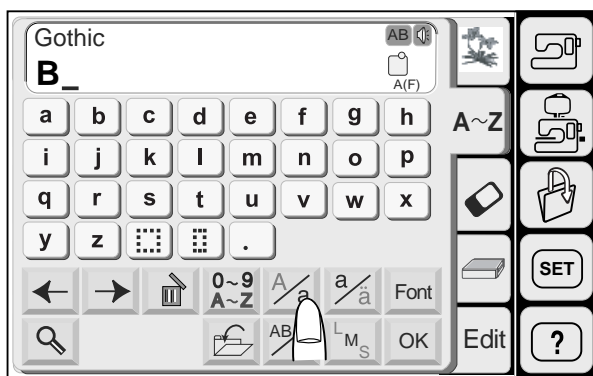 Gothic AB
B_
A(F)
a b c d e f g h A~Z
i j k l m n o p
q r s t u v w x
y z .
0~9
A~Z A/a a/ä Font SET
AB L M S OK Edit ?